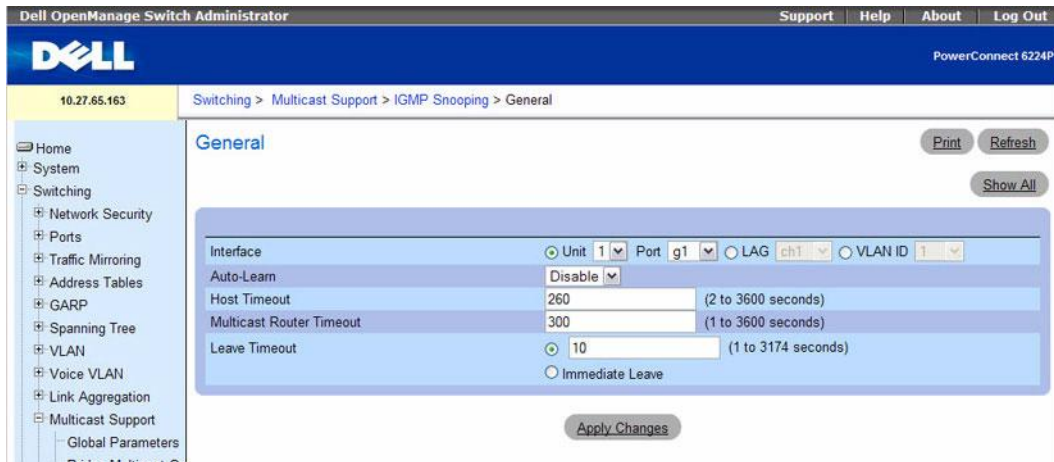 Dell OpenManage Switch Administrator
Support Help About Log Out
DELL
PowerConnect 6224P
10.27.65.163
Switching > Multicast Support > IGMP Snooping > General
Home
System
Switching
Network Security
Ports
Traffic Mirroring
Address Tables
GARP
Spanning Tree
VLAN
Voice VLAN
Link Aggregation
Multicast Support
Global Parameters
General
Print Refresh
Show All
Interface Unit 1 Port g1 LAG ch1 VLAN ID 1
Auto-Learn Disable
Host Timeout 260 (2 to 3600 seconds)
Multicast Router Timeout 300 (1 to 3600 seconds)
Leave Timeout 10 (1 to 3174 seconds)
Immediate Leave
Apply Changes